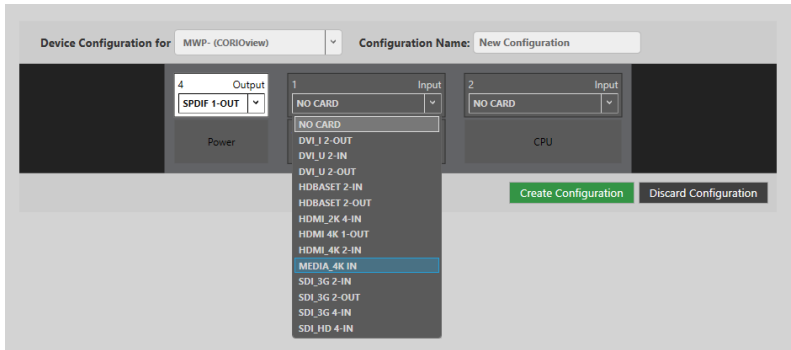 Device Configuration for MWP- (CORIOview) Configuration Name: New Configuration
4 Output 1 Input 2 Input
SPDIF 1-OUT NO CARD NO CARD
NO CARD
Power CPU
DVI_I 2-OUT
DVI_U 2-IN
DVI_U 2-OUT
HDBASET 2-IN
HDBASET 2-OUT
HDMI_2K 4-IN
HDMI 4K 1-OUT
HDMI_4K 2-IN
MEDIA_4K IN
SDI_3G 2-IN
SDI_3G 2-OUT
SDI_3G 4-IN
SDI_HD 4-IN
Create Configuration Discard Configuration